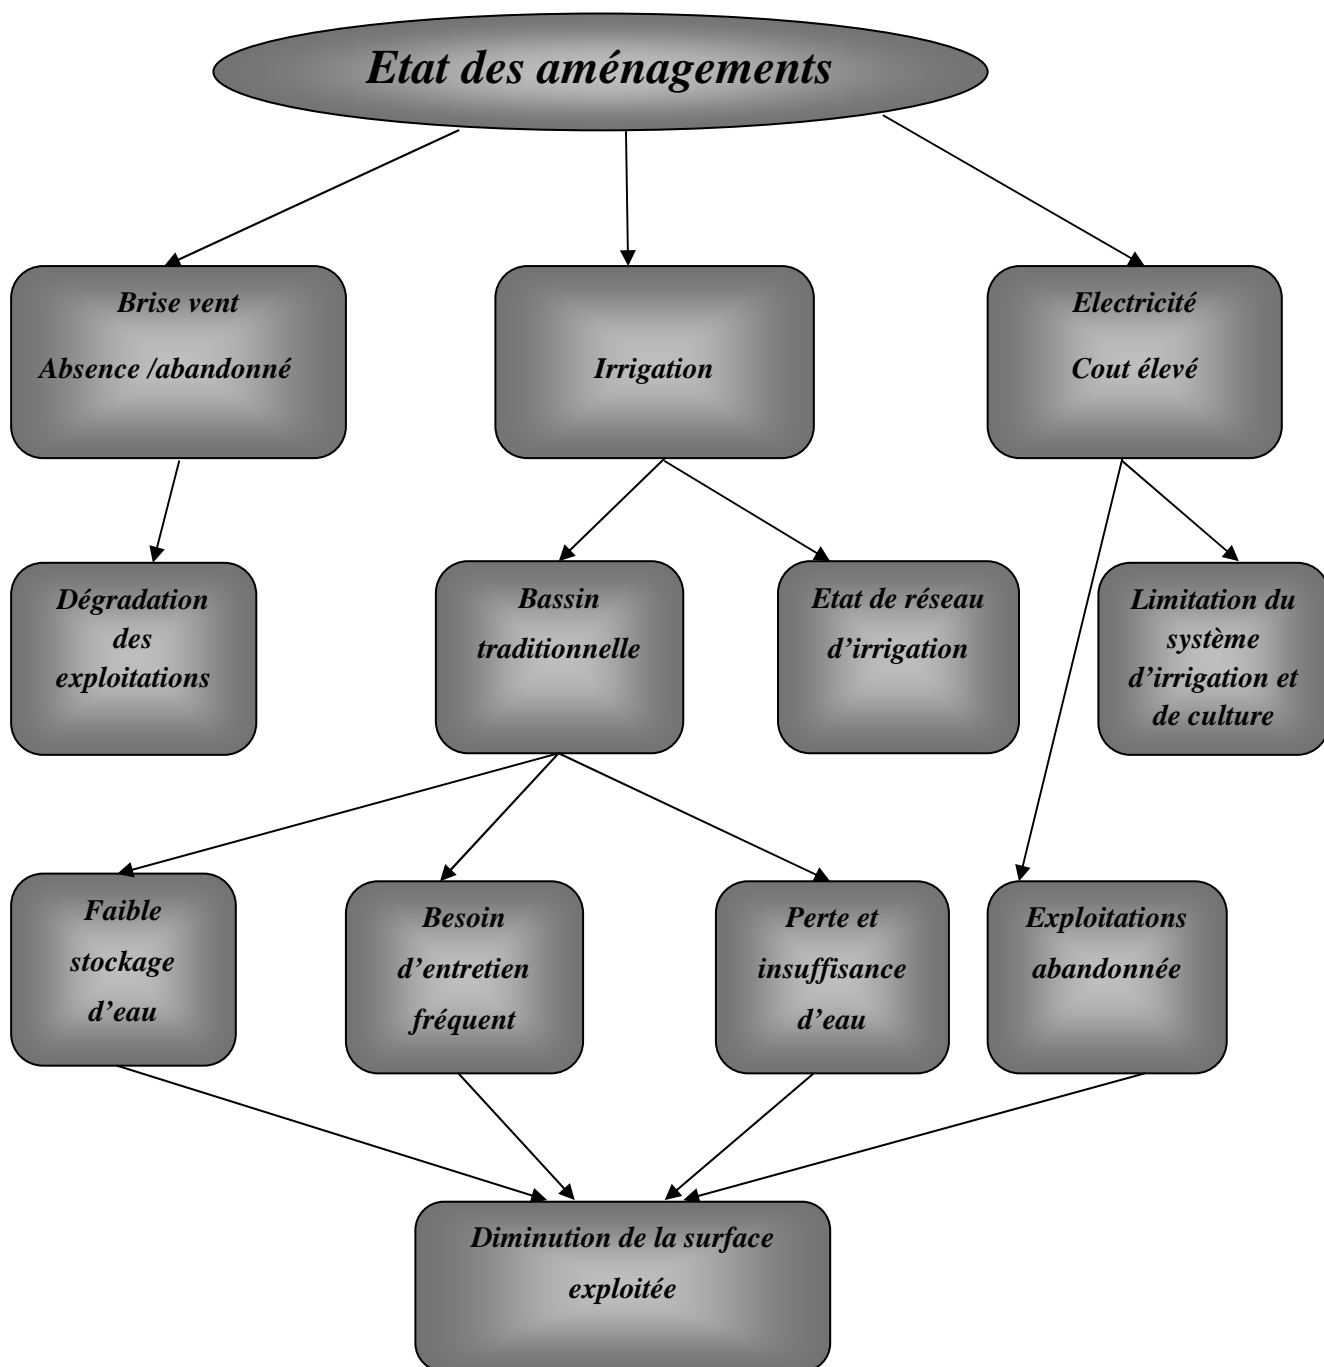 Etat des aménagements
Brise vent
Absence /abandonné
Irrigation
Electricité
Cout élevé
Dégradation
des
exploitations
Bassin
traditionnelle
Etat de réseau
d’irrigation
Limitation du
système
d’irrigation et
de culture
Faible
stockage
d’eau
Besoin
d’entretien
fréquent
Perte et
insuffisance
d’eau
Exploitations
abandonnée
Diminution de la surface
exploitée